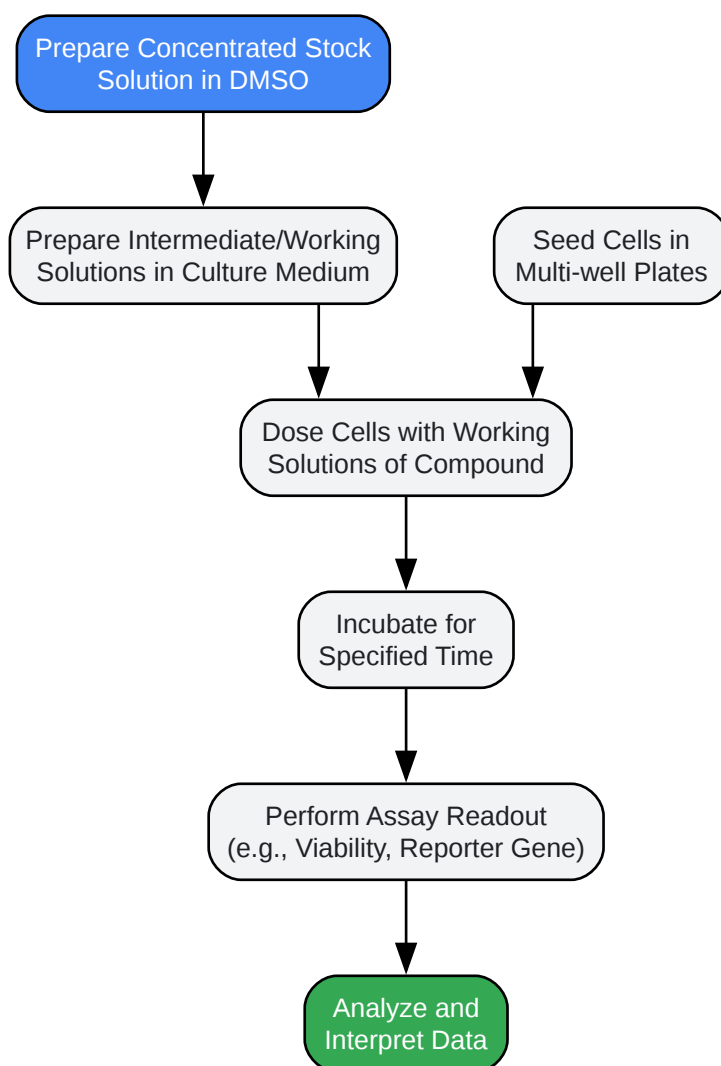 Prepare Concentrated Stock
Solution in DMSO
Prepare Intermediate/Working
Solutions in Culture Medium
Seed Cells in
Multi-well Plates
Dose Cells with Working
Solutions of Compound
Incubate for
Specified Time
Perform Assay Readout
(e.g., Viability, Reporter Gene)
Analyze and
Interpret Data